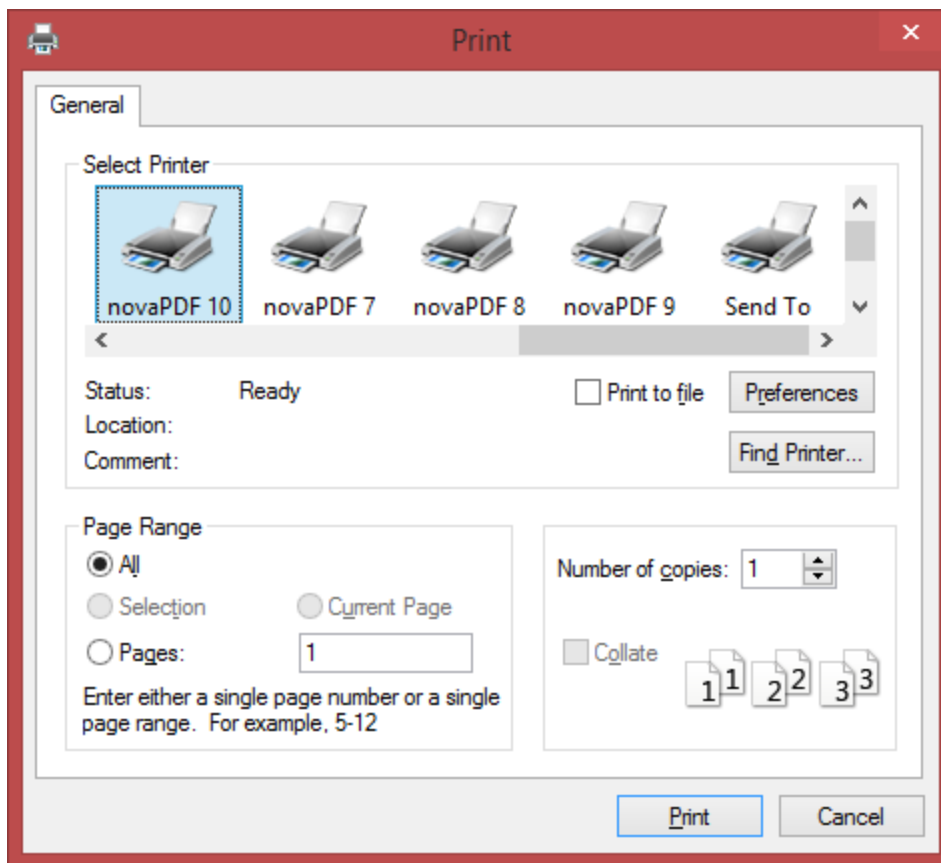 Print
General
Select Printer
novaPDF 10 novaPDF 7 novaPDF 8 novaPDF 9 Send To
Status: Ready Print to file Preferences
Location:
Comment: Find Printer...
Page Range
All
Selection Current Page
Pages: 1
Enter either a single page number or a single
page range. For example, 5-12
Number of copies: 1
Collate
1 1 2 2 3 3
Print Cancel